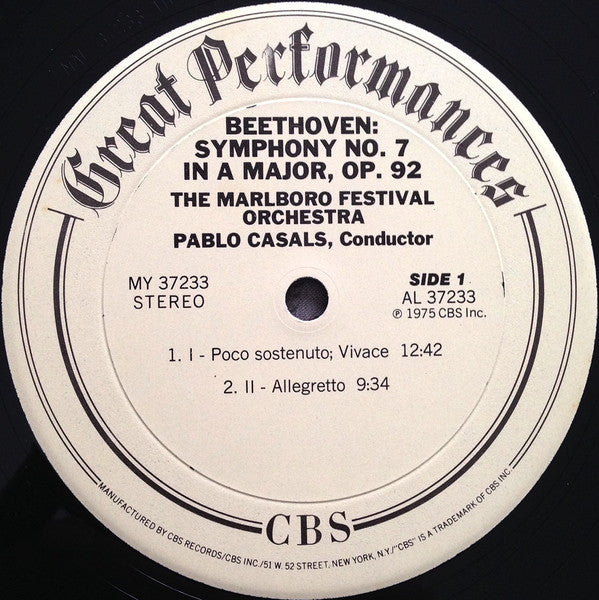 Great Performances
BEETHOVEN:
SYMPHONY NO. 7
IN A MAJOR, OP. 92
THE MARLBORO FESTIVAL
ORCHESTRA
PABLO CASALS, Conductor
MY 37233
STEREO
SIDE 1
AL 37233
℗ 1975 CBS Inc.
1. I - Poco sostenuto; Vivace 12:42
2. II - Allegretto 9:34
CBS
MANUFACTURED BY CBS RECORDS/CBS INC./51 W. 52 STREET, NEW YORK, N.Y./"CBS" IS A TRADEMARK OF CBS INC.